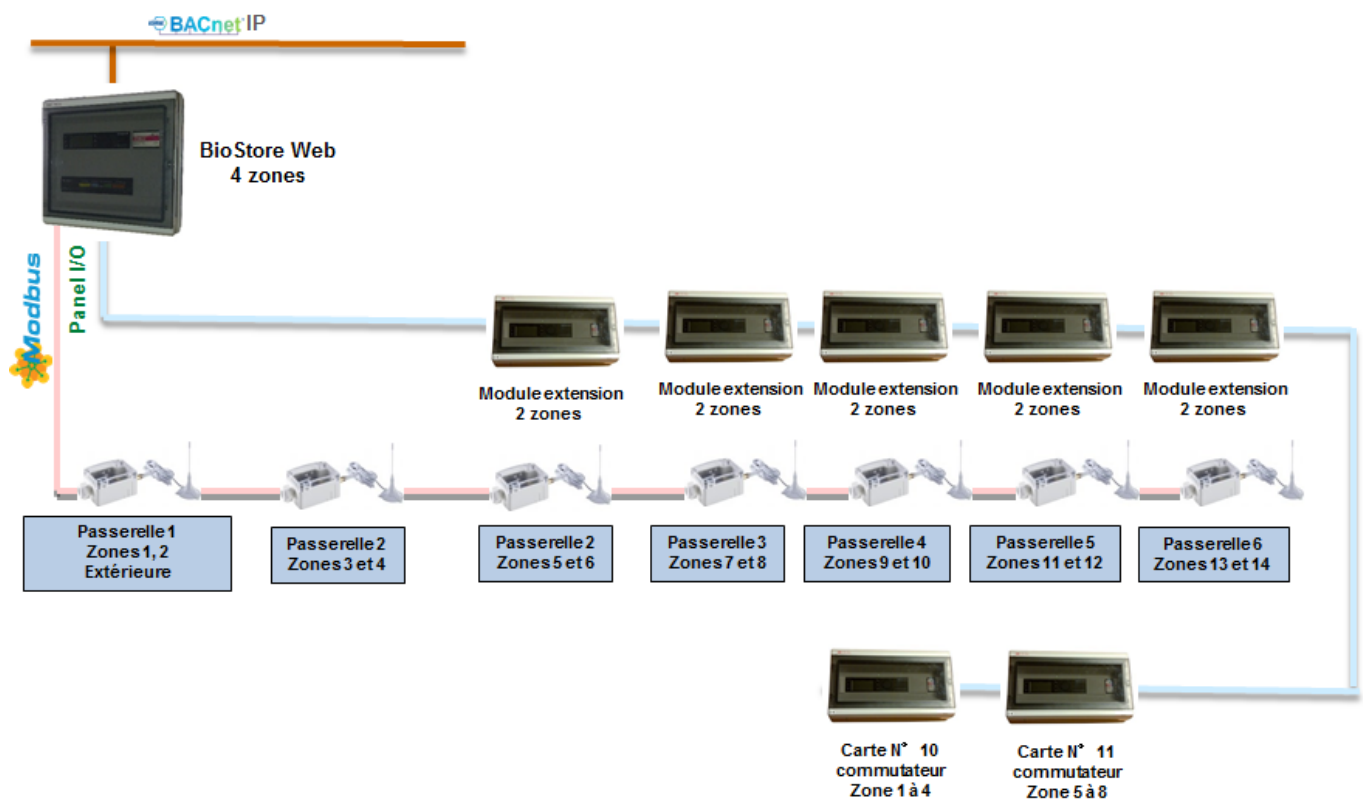 BACnet IP
BioStore Web
4 zones
Modbus
Panel I/O
Module extension
2 zones
Module extension
2 zones
Module extension
2 zones
Module extension
2 zones
Module extension
2 zones
Passerelle 1
Zones 1, 2
Extérieure
Passerelle 2
Zones 3 et 4
Passerelle 2
Zones 5 et 6
Passerelle 3
Zones 7 et 8
Passerelle 4
Zones 9 et 10
Passerelle 5
Zones 11 et 12
Passerelle 6
Zones 13 et 14
Carte N° 10
commutateur
Zone 1 à 4
Carte N° 11
commutateur
Zone 5 à 8